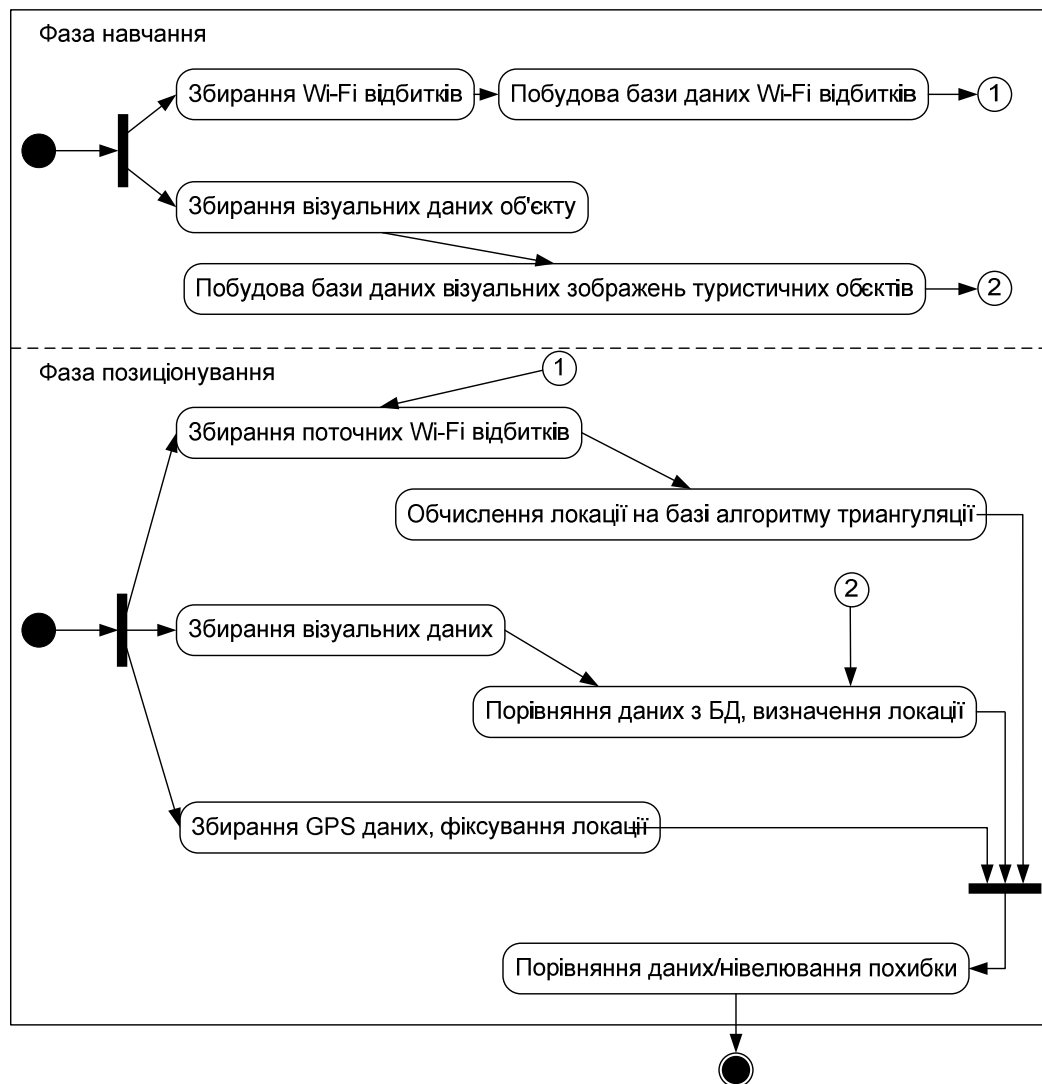 Фаза навчання
Збирання Wi-Fi відбитків
Побудова бази даних Wi-Fi відбитків
1
Збирання візуальних даних об'єкту
Побудова бази даних візуальних зображень туристичних обєктів
2
Фаза позиціонування
1
Збирання поточних Wi-Fi відбитків
Обчислення локації на базі алгоритму триангуляції
2
Збирання візуальних даних
Порівняння даних з БД, визначення локації
Збирання GPS даних, фіксування локації
Порівняння даних/нівелювання похибки